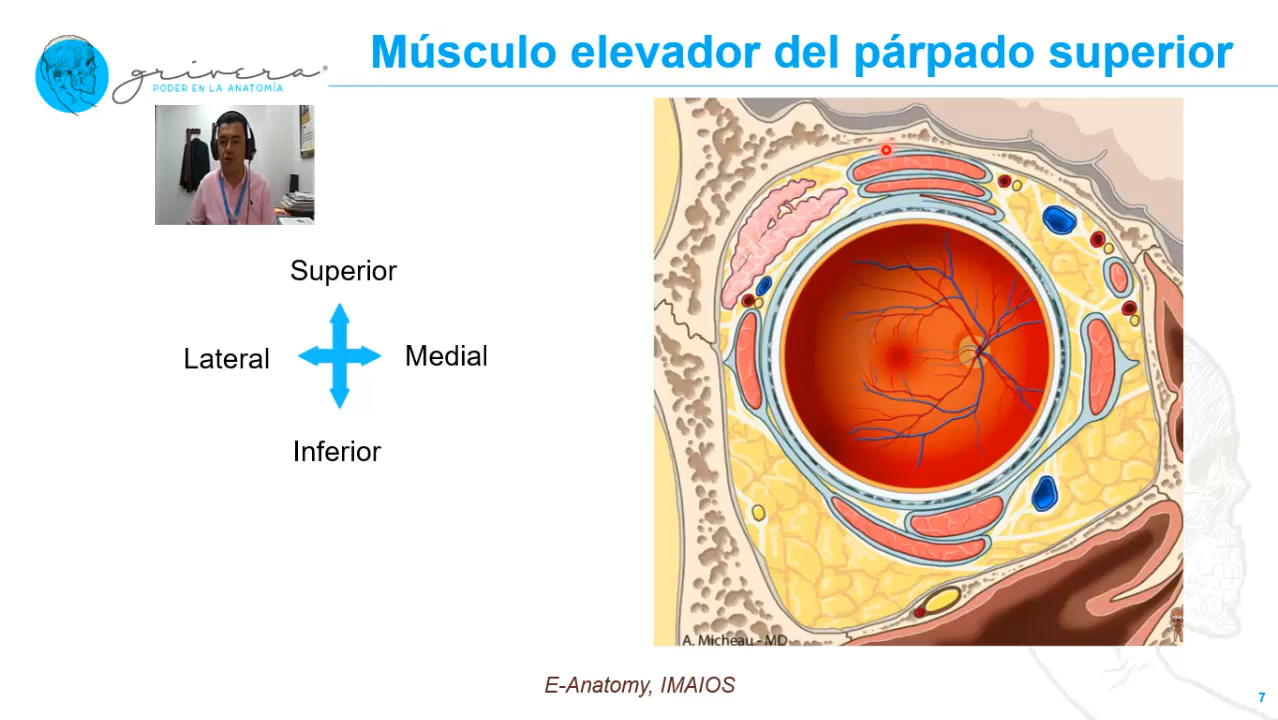 Músculo elevador del párpado superior
grivera®
PODER EN LA ANATOMÍA
Superior
Lateral
Medial
Inferior
A. Micheau - MD
E-Anatomy, IMAIOS
7